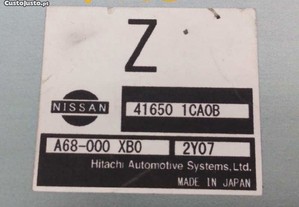 CustoJusto.pt
Z
NISSAN
41650 1CA0B
A68-000 XB0
2Y07
Hitachi Automotive Systems, Ltd.
MADE IN JAPAN